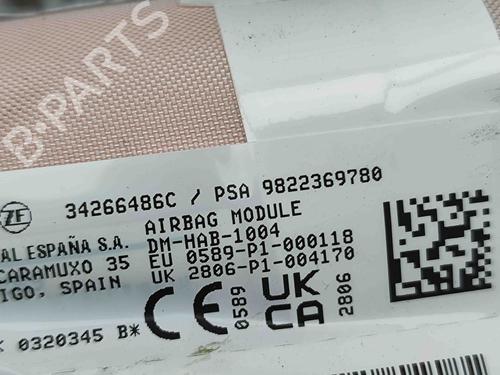 B-PARTS
ZF 34266486C / PSA 9822369780
AIRBAG MODULE
DM-HAB-1004
EU 0589-P1-000118
UK 2806-P1-004170
AL ESPAÑA S.A.
CARAMUXO 35
IGO, SPAIN
0320345 B*
CE 0589
UK CA 2806